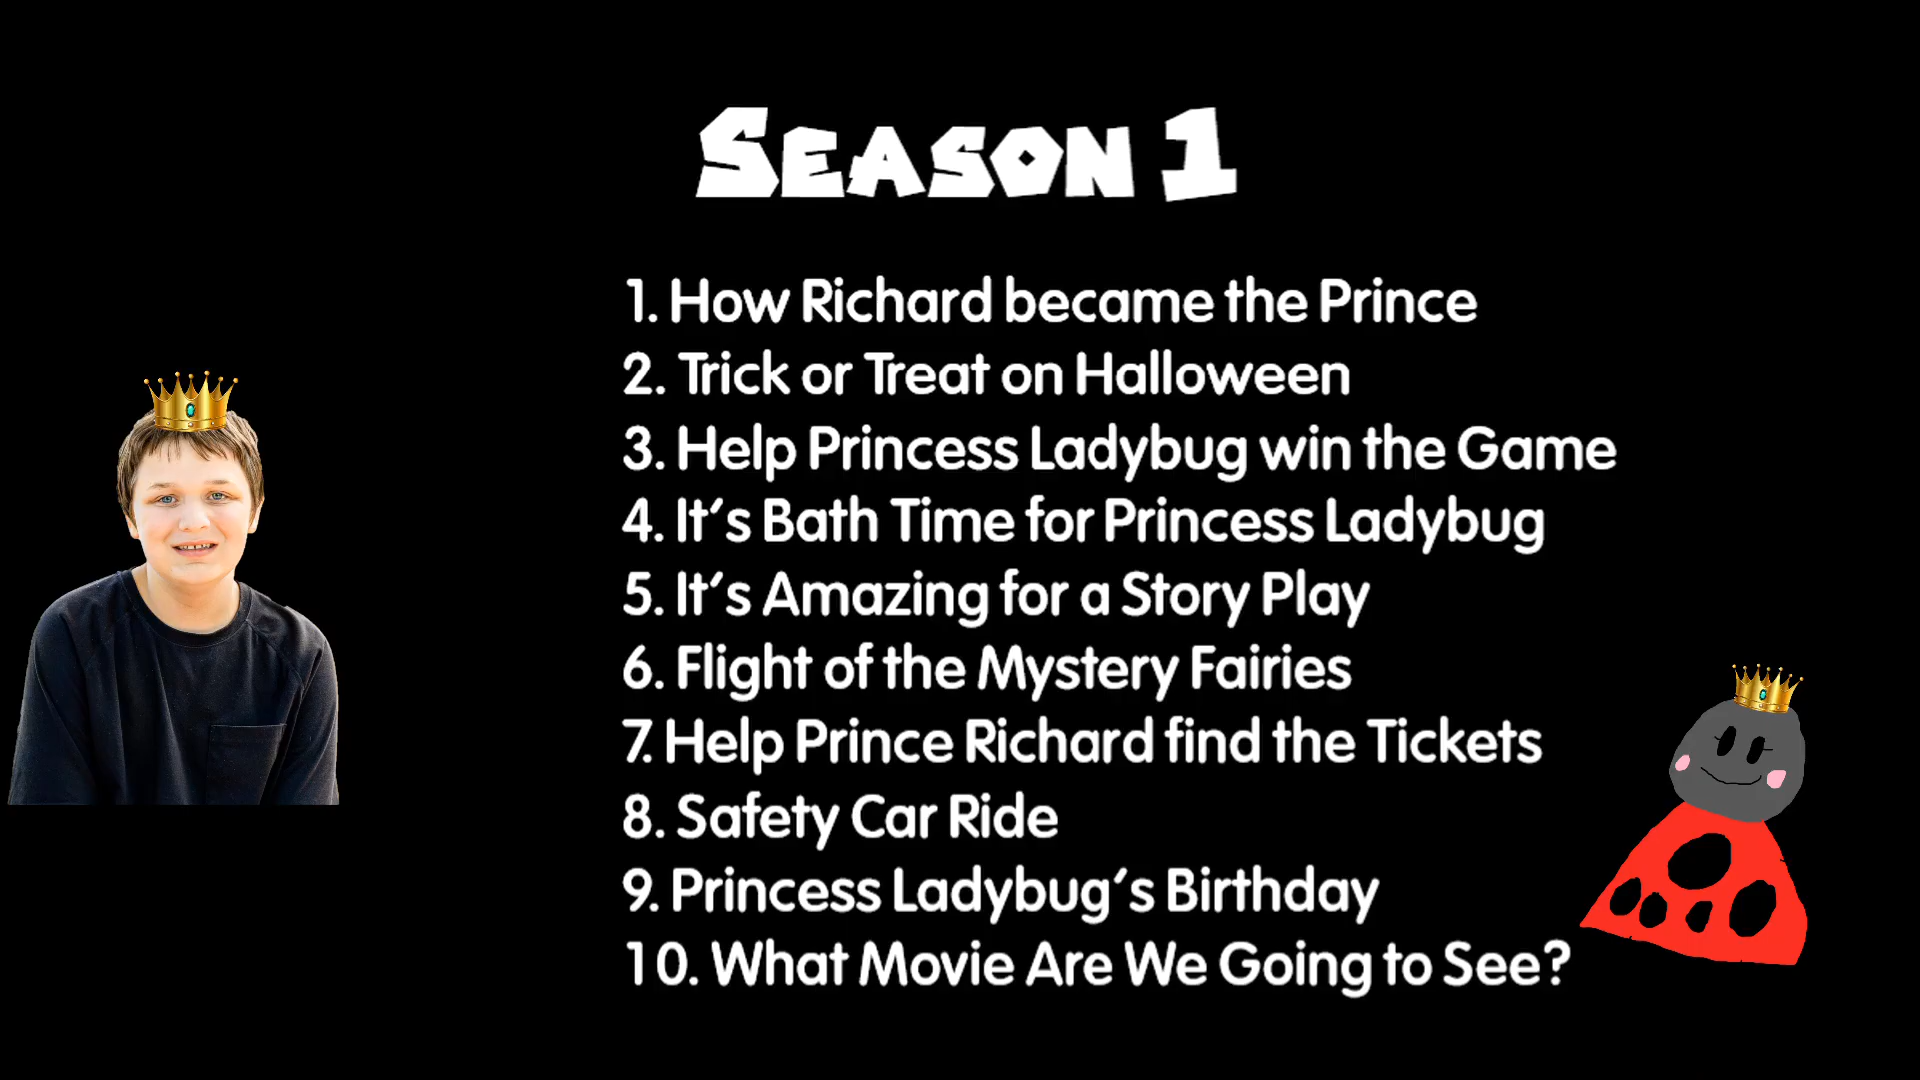 Season 1
1. How Richard became the Prince
2. Trick or Treat on Halloween
3. Help Princess Ladybug win the Game
4. It's Bath Time for Princess Ladybug
5. It's Amazing for a Story Play
6. Flight of the Mystery Fairies
7. Help Prince Richard find the Tickets
8. Safety Car Ride
9. Princess Ladybug's Birthday
10. What Movie Are We Going to See?